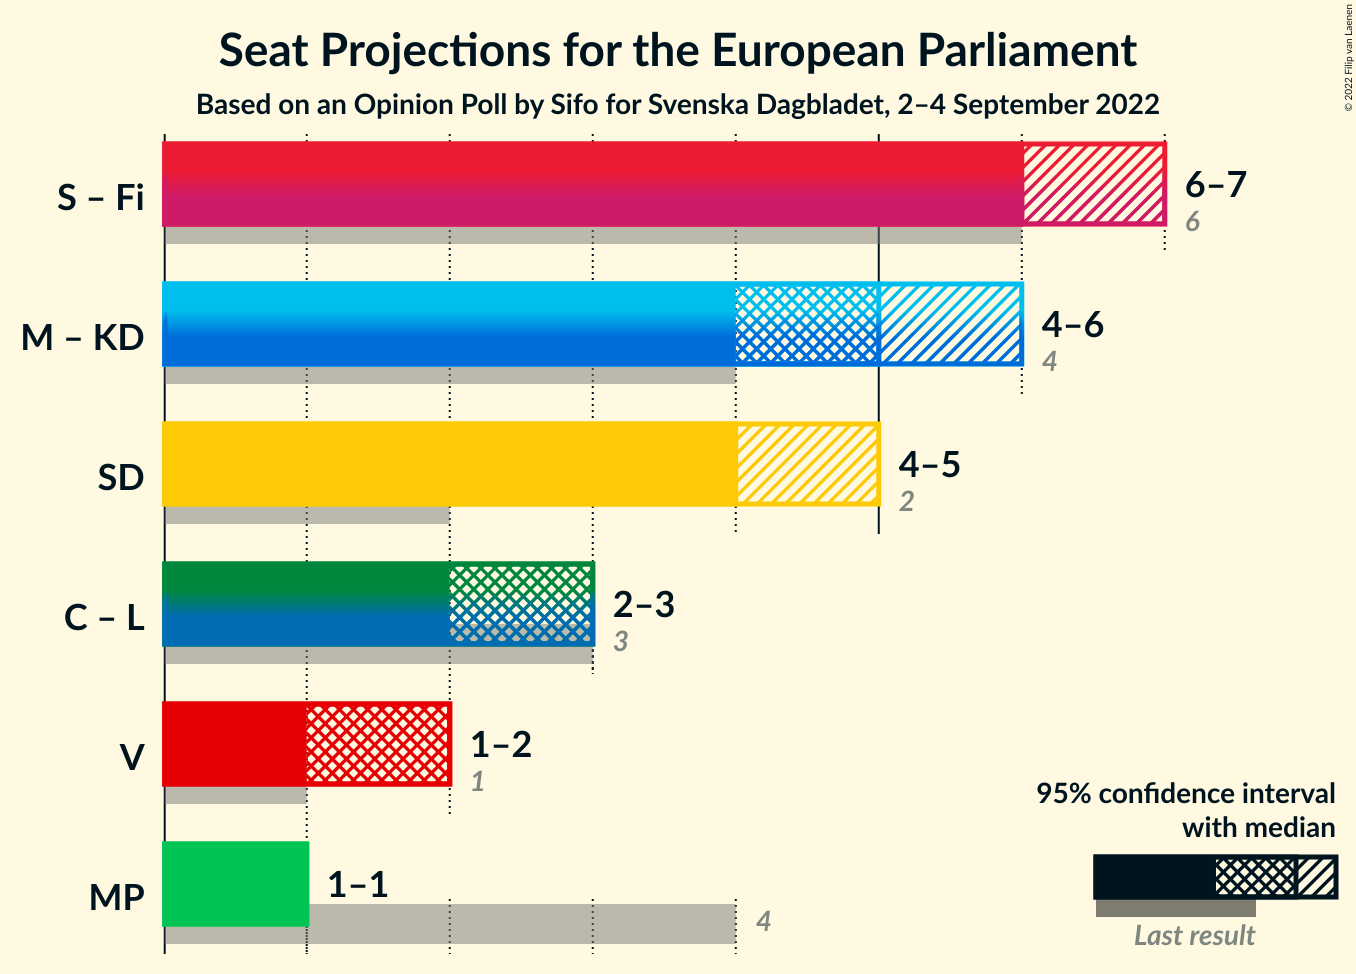 Seat Projections for the European Parliament
Based on an Opinion Poll by Sifo for Svenska Dagbladet, 2–4 September 2022
© 2022 Filip van Laenen
S – Fi
6–7
6
M – KD
4–6
4
SD
4–5
2
C – L
2–3
3
V
1–2
1
MP
1–1
4
95% confidence interval
with median
Last result